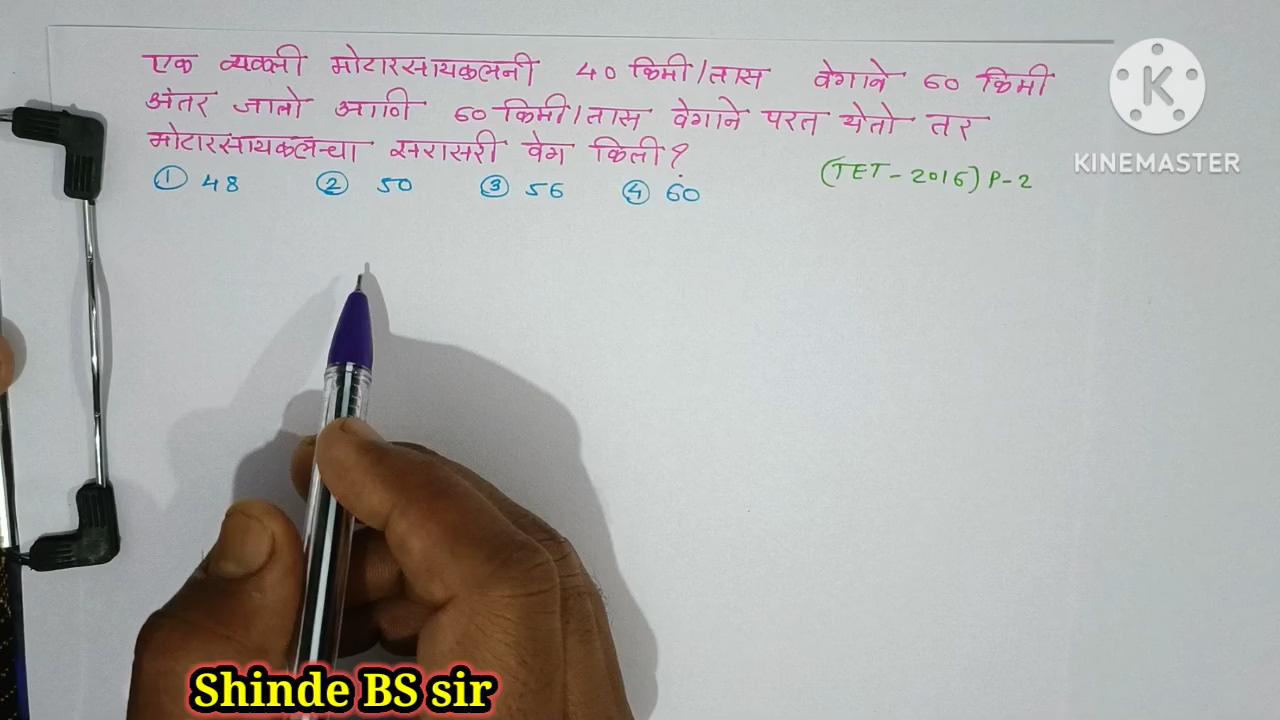 एक व्यक्ती मोटारसायकलनी 40 किमी/तास वेगाने 60 किमी
अंतर जातो आणि 60 किमी/तास वेगाने परत येतो तर
मोटारसायकलच्या सरासरी वेग किती?
① 48 ② 50 ③ 56 ④ 60
(TET - 2016) P-2
K
KINEMASTER
Shinde BS sir